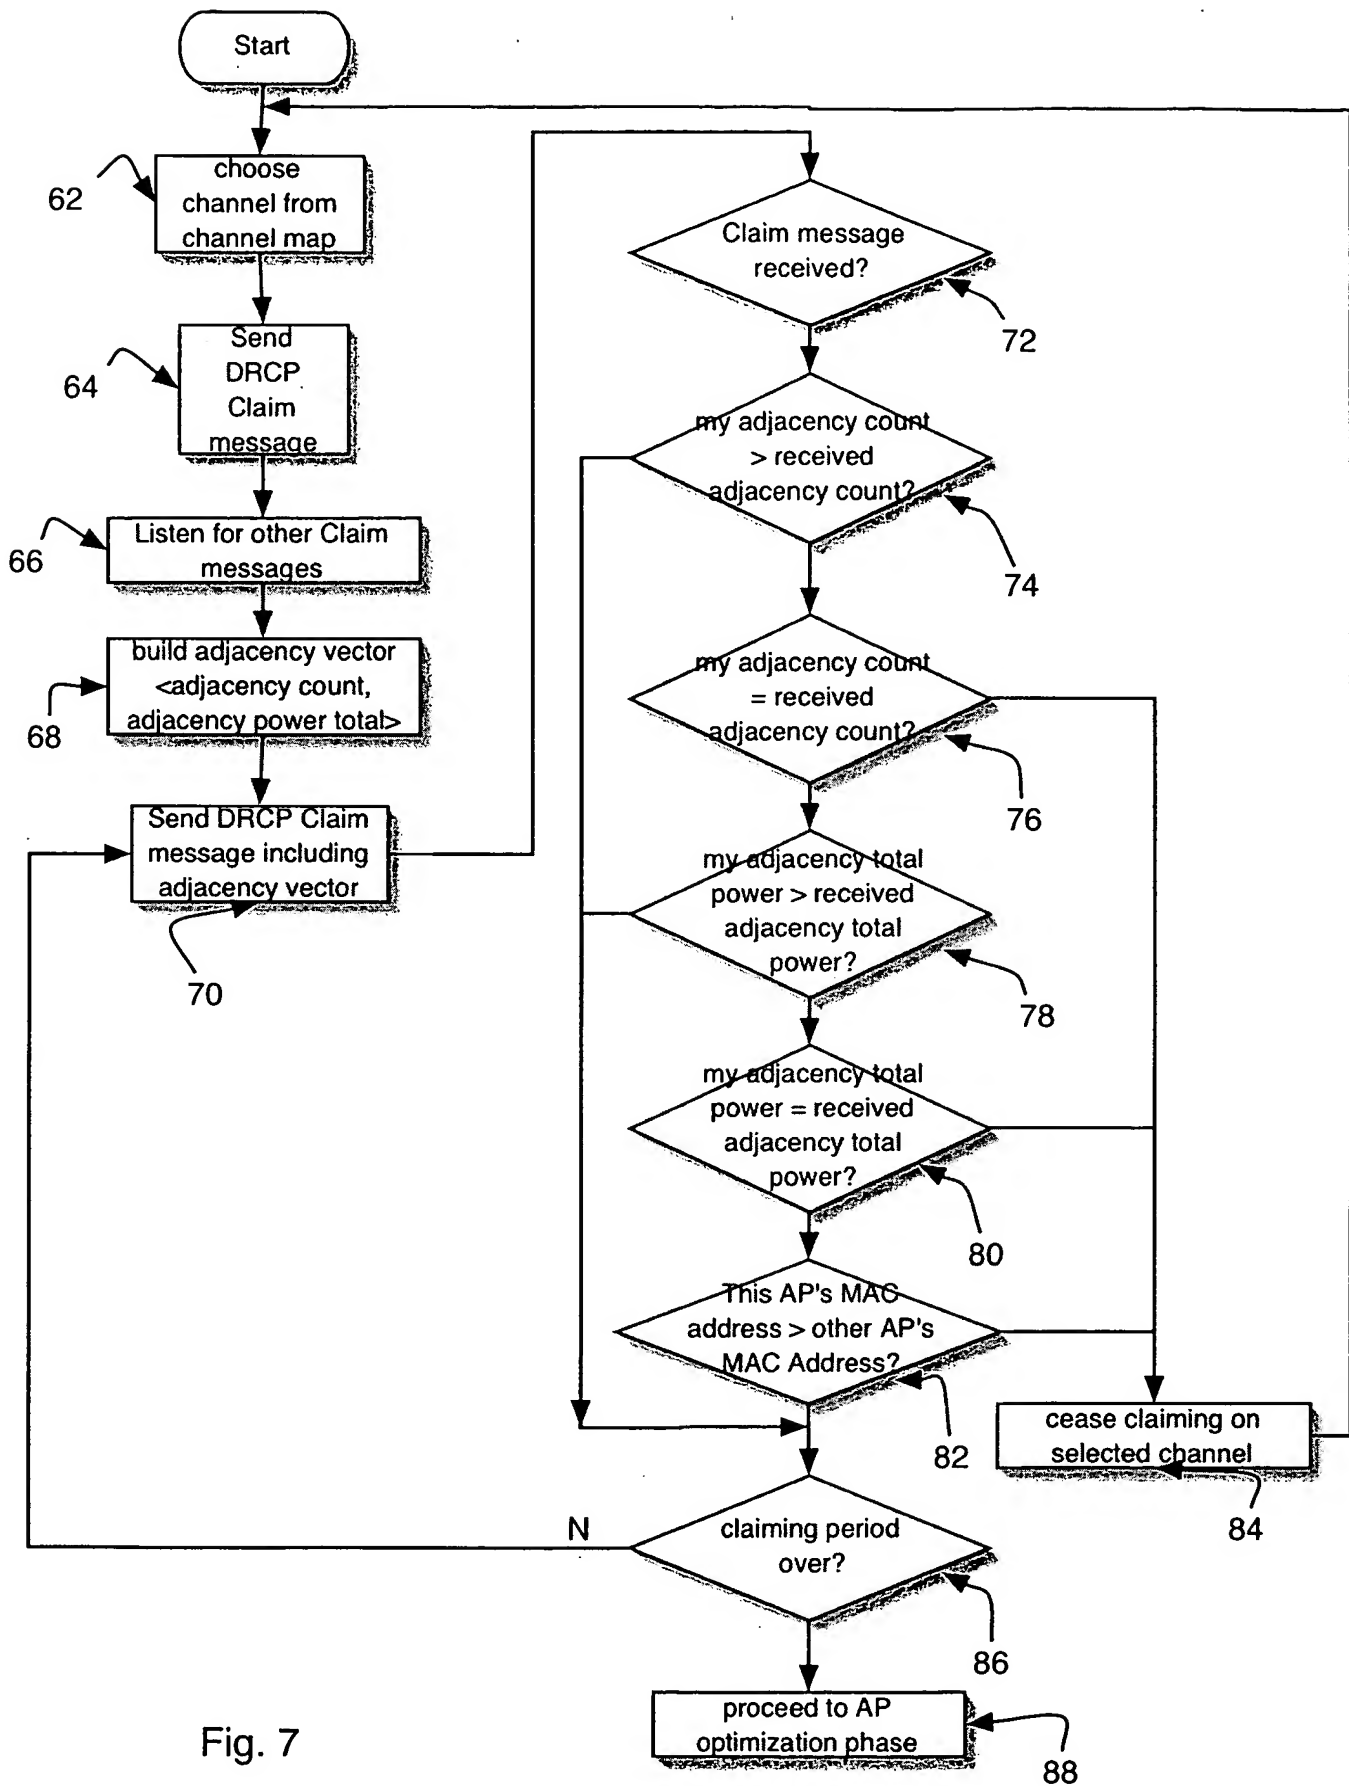 Start
choose
channel from
channel map
62
Send
DRCP
Claim
message
64
Listen for other Claim
messages
66
build adjacency vector
<adjacency count,
adjacency power total>
68
Send DRCP Claim
message including
adjacency vector
70
Claim message
received?
72
my adjacency count
> received
adjacency count?
74
my adjacency count
= received
adjacency count?
76
my adjacency total
power > received
adjacency total
power?
78
my adjacency total
power = received
adjacency total
power?
80
This AP's MAC
address > other AP's
MAC Address?
82
cease claiming on
selected channel
84
N
claiming period
over?
86
proceed to AP
optimization phase
88
Fig. 7